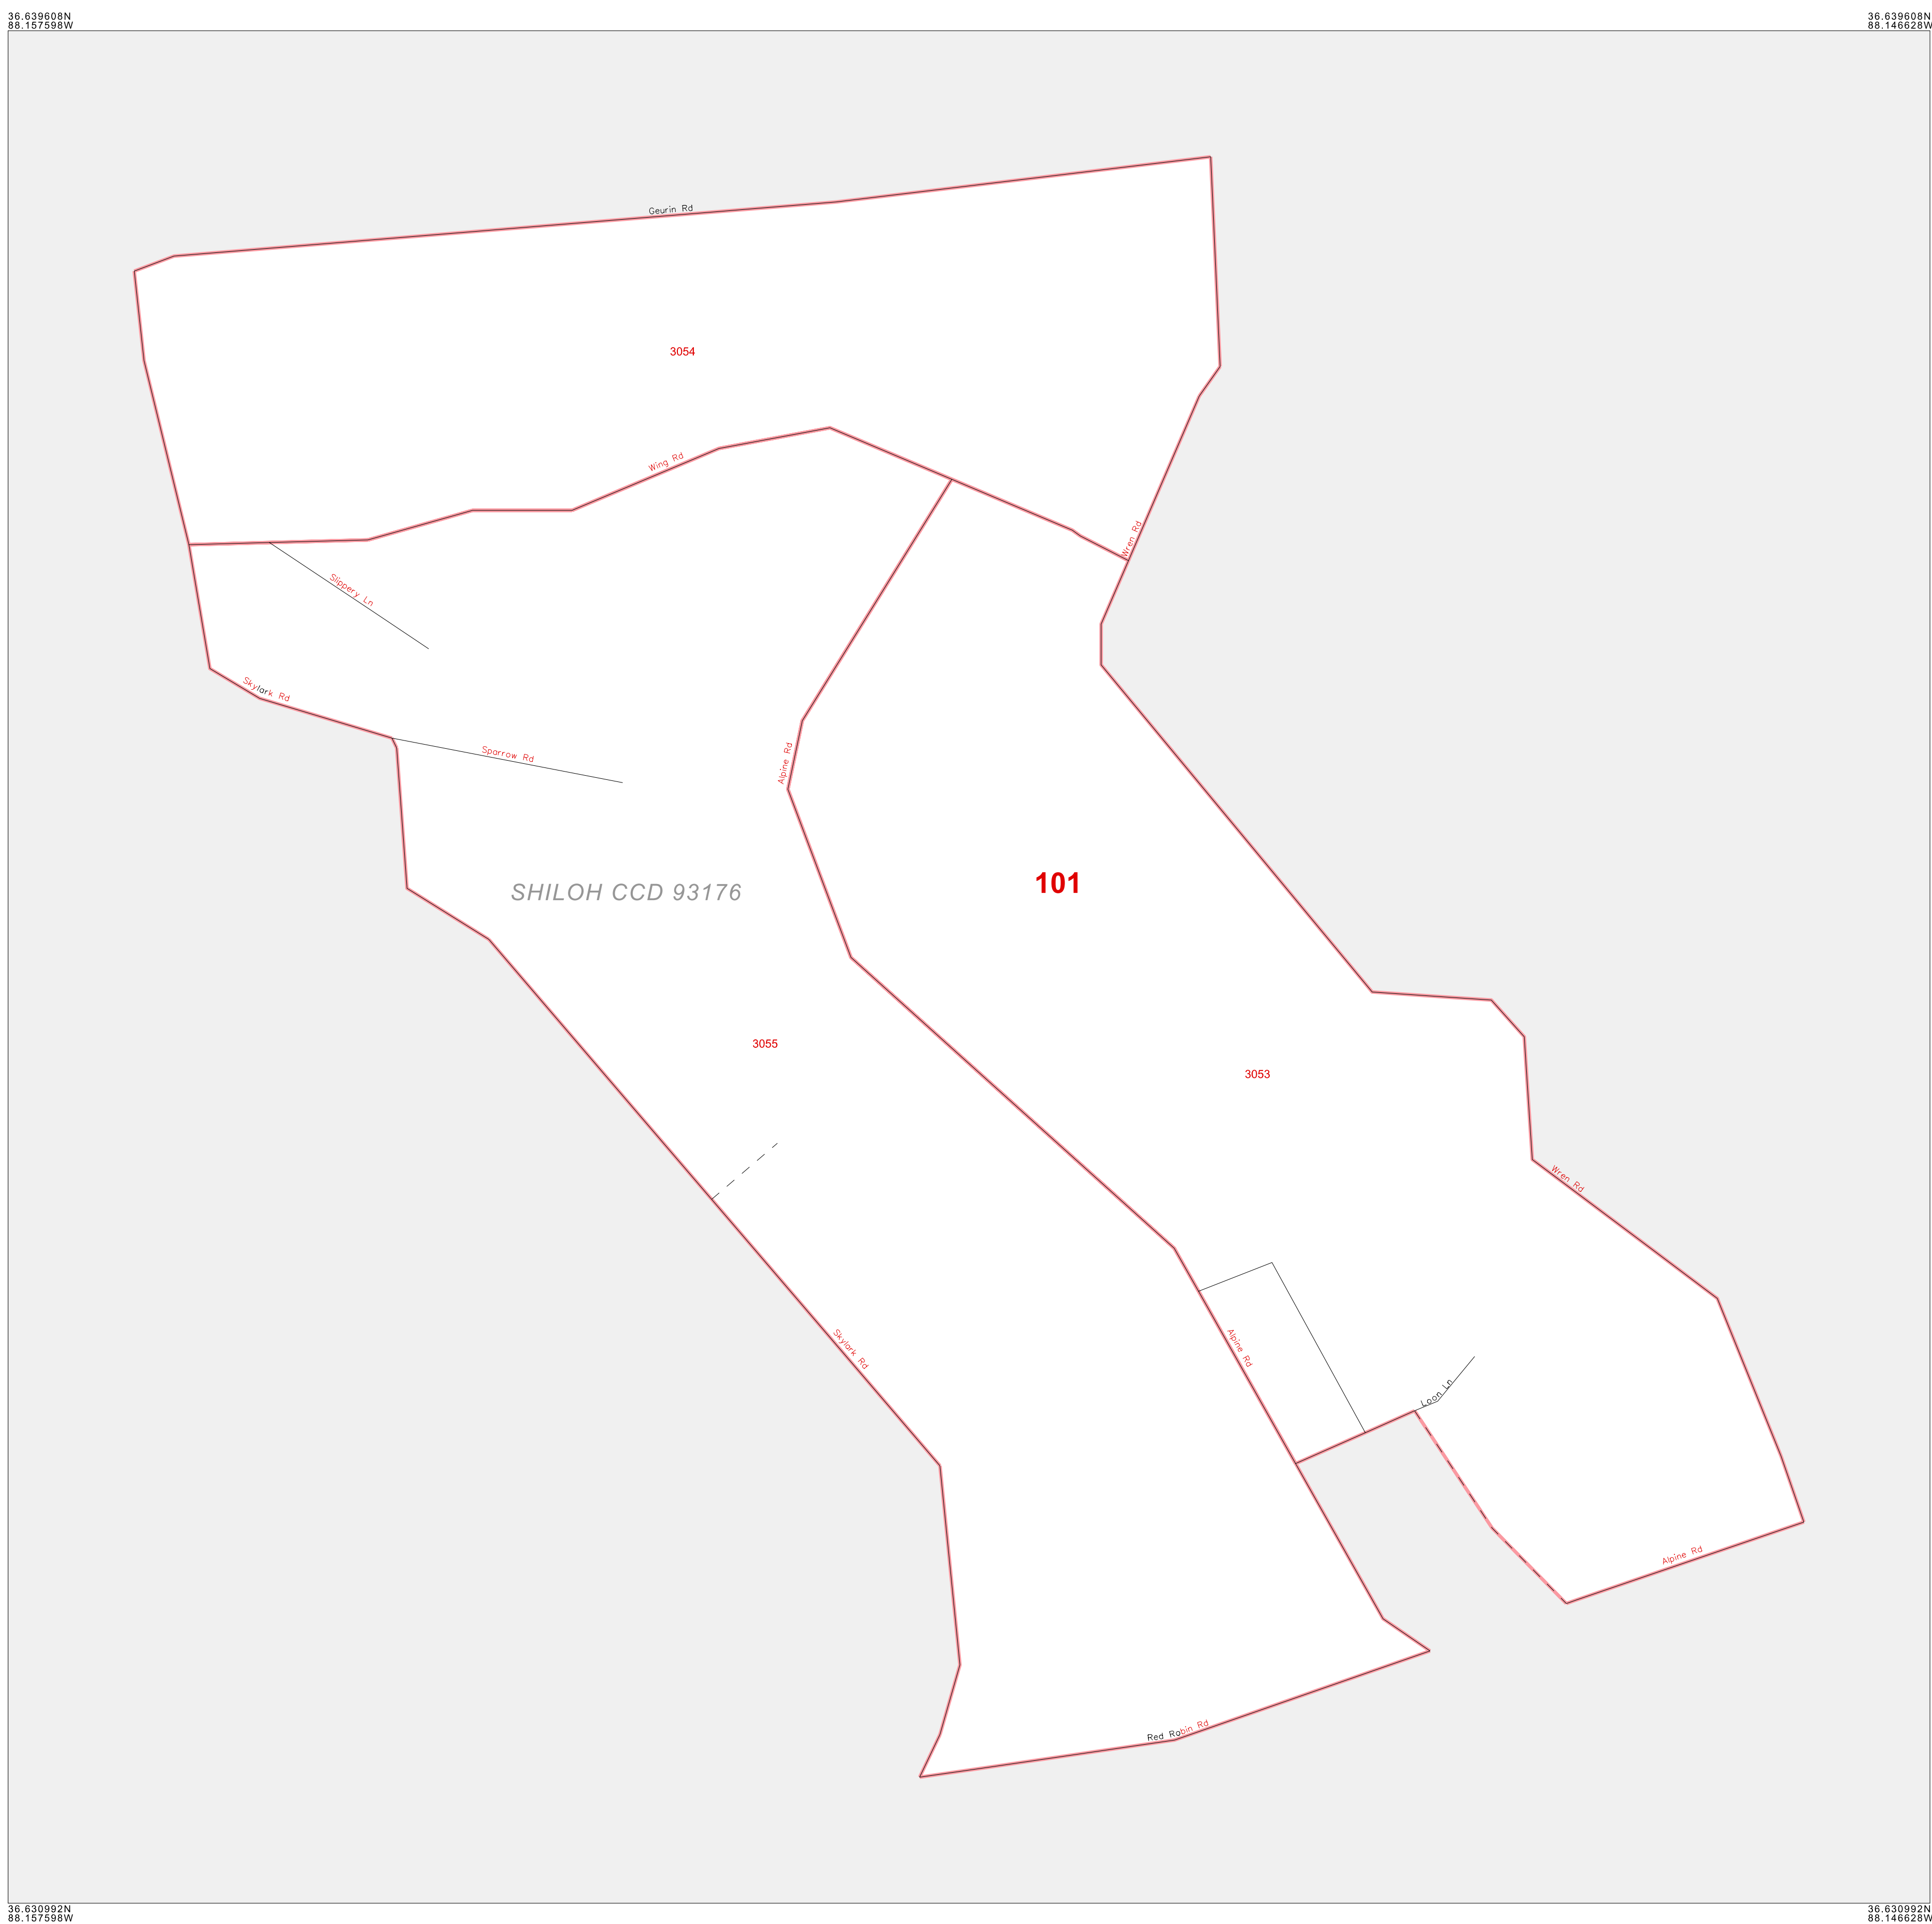 36.639608N
88.157598W
36.639608N
88.146628W
Geurin Rd
3054
Wing Rd
Wren Rd
Slippery Ln
Skylark Rd
Sparrow Rd
Alpine Rd
101
SHILOH CCD 93176
3055
3053
Wren Rd
Skylark Rd
Alpine Rd
Loon Ln
Alpine Rd
Red Robin Rd
36.630992N
88.157598W
36.630992N
88.146628W